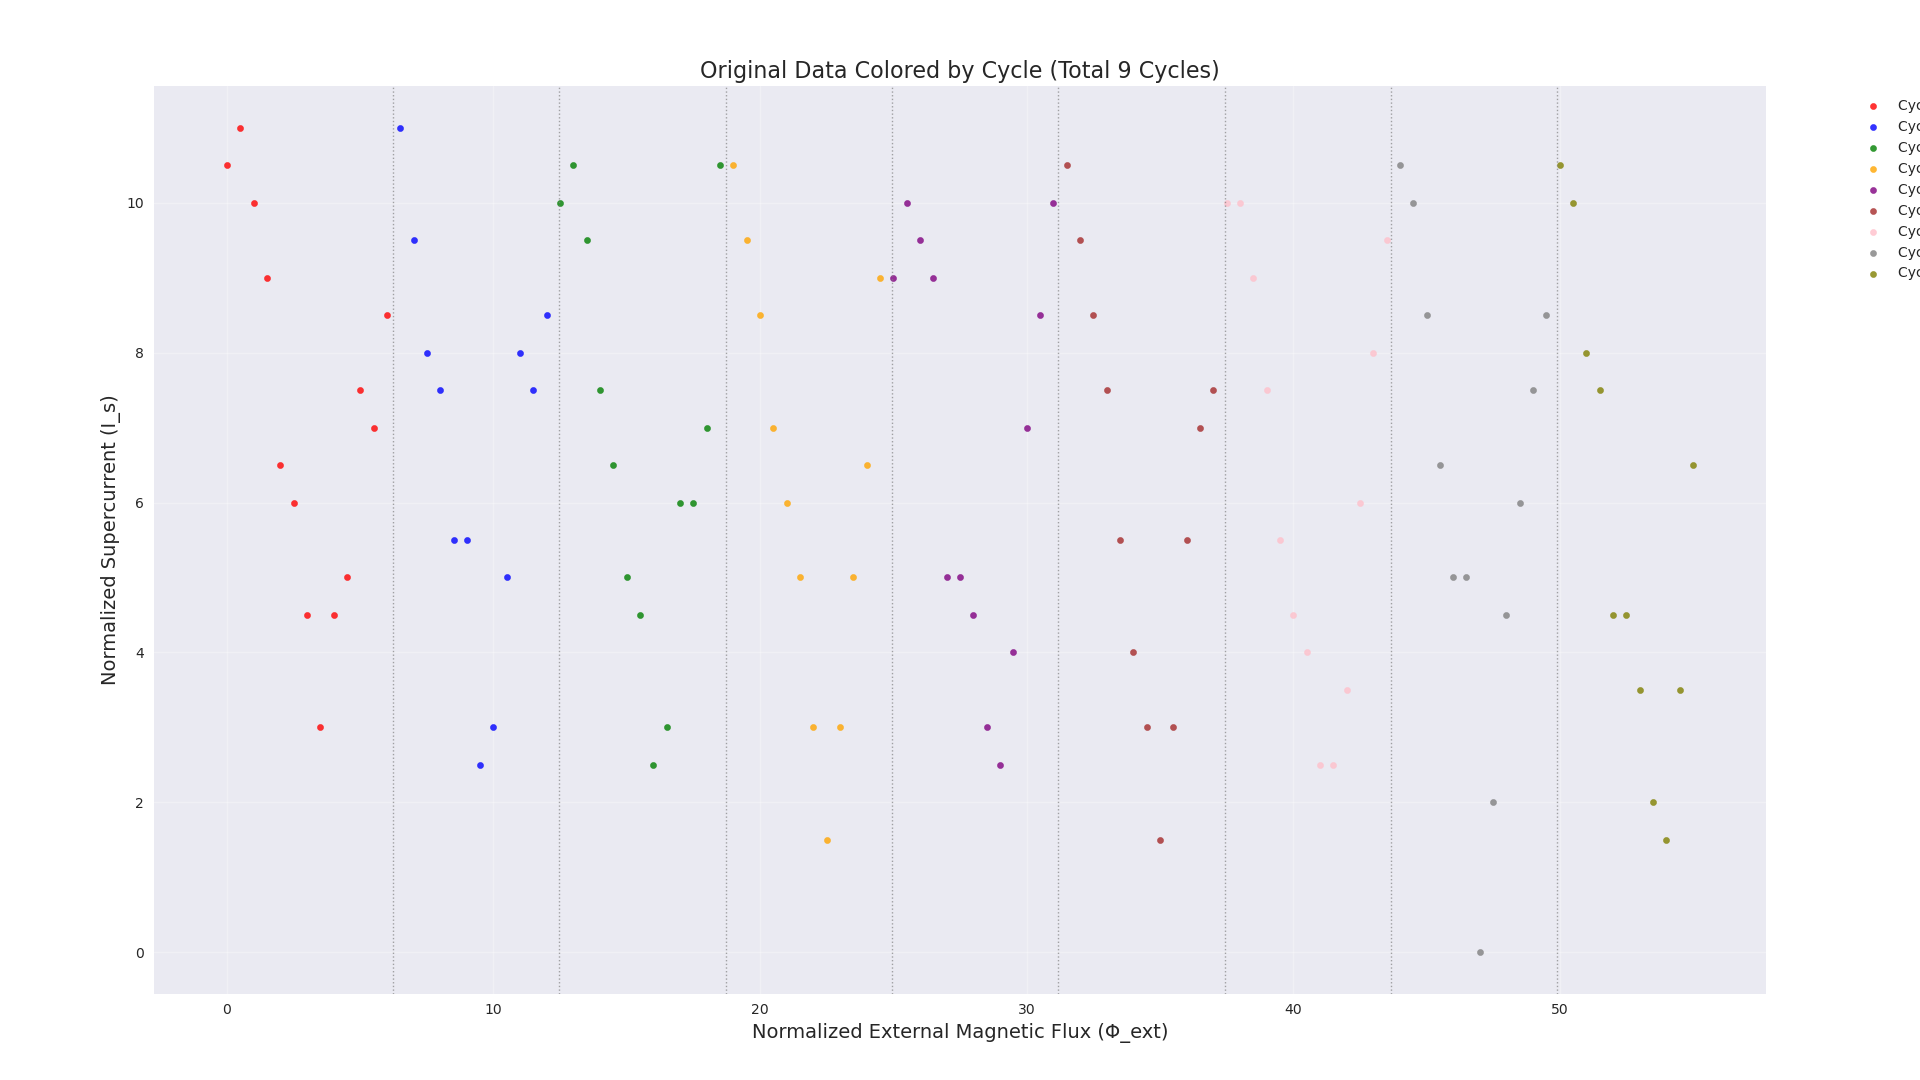 Original Data Colored by Cycle (Total 9 Cycles)
Cyc
Cyc
Cyc
Cyc
Cyc
Cyc
Cyc
Cyc
Cyc
Normalized Supercurrent (I_s)
10
8
6
4
2
0
0 10 20 30 40 50
Normalized External Magnetic Flux (Φ_ext)